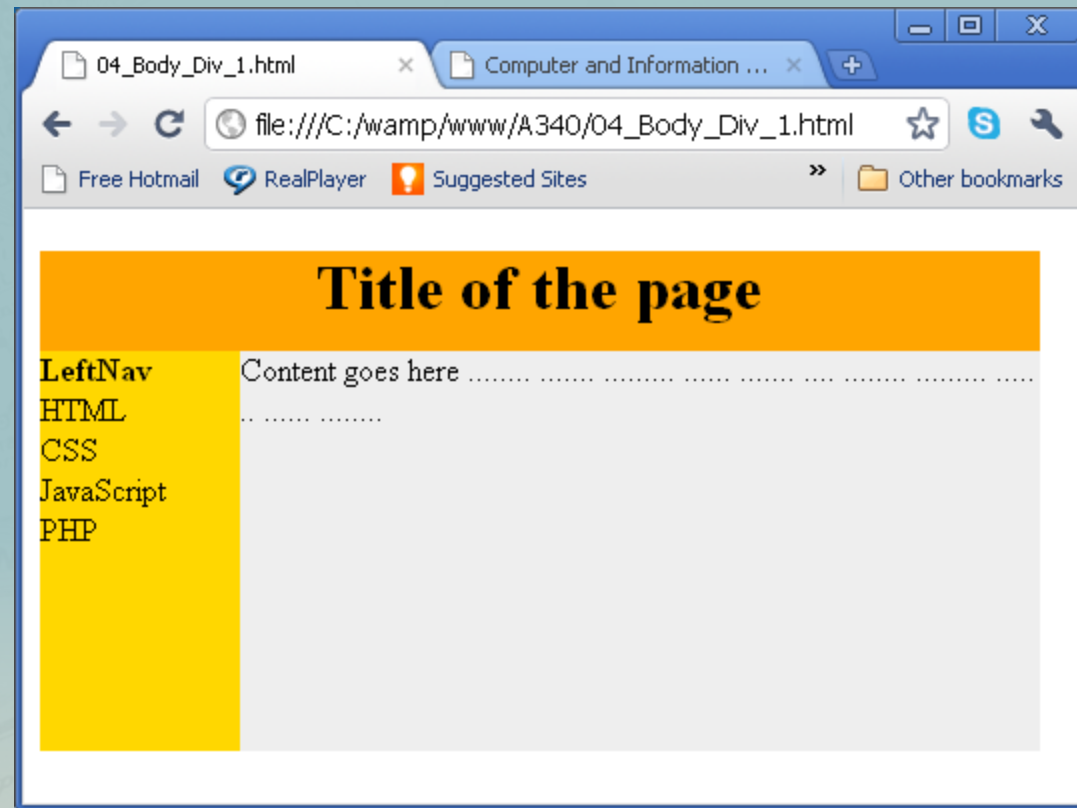 04_Body_Div_1.html
Computer and Information ...
file:///C:/wamp/www/A340/04_Body_Div_1.html
Free Hotmail RealPlayer Suggested Sites » Other bookmarks
Title of the page
LeftNav
HTML
CSS
JavaScript
PHP
Content goes here ........ ....... ......... ...... ....... .... ........ ......... .....
.. ...... ........